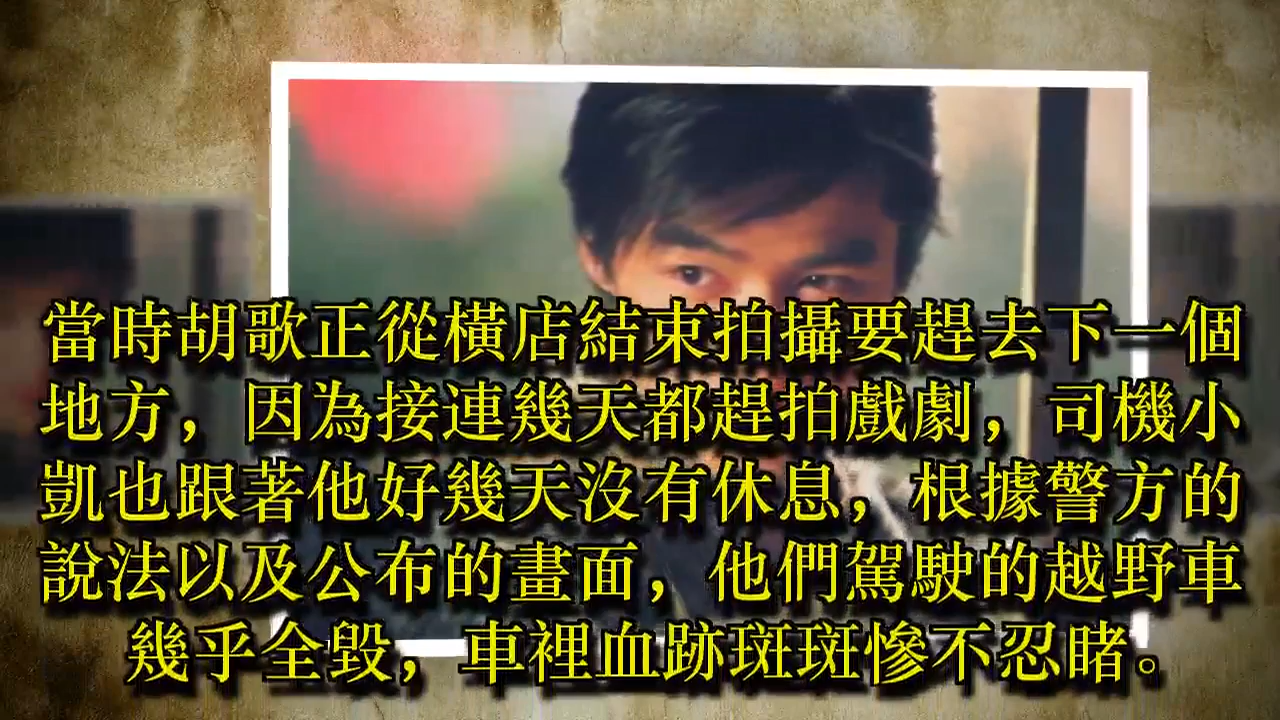 當時胡歌正從橫店結束拍攝要趕去下一個
地方，因為接連幾天都趕拍戲劇，司機小
凱也跟著他好幾天沒有休息，根據警方的
說法以及公布的畫面，他們駕駛的越野車
幾乎全毀，車裡血跡斑斑慘不忍睹。